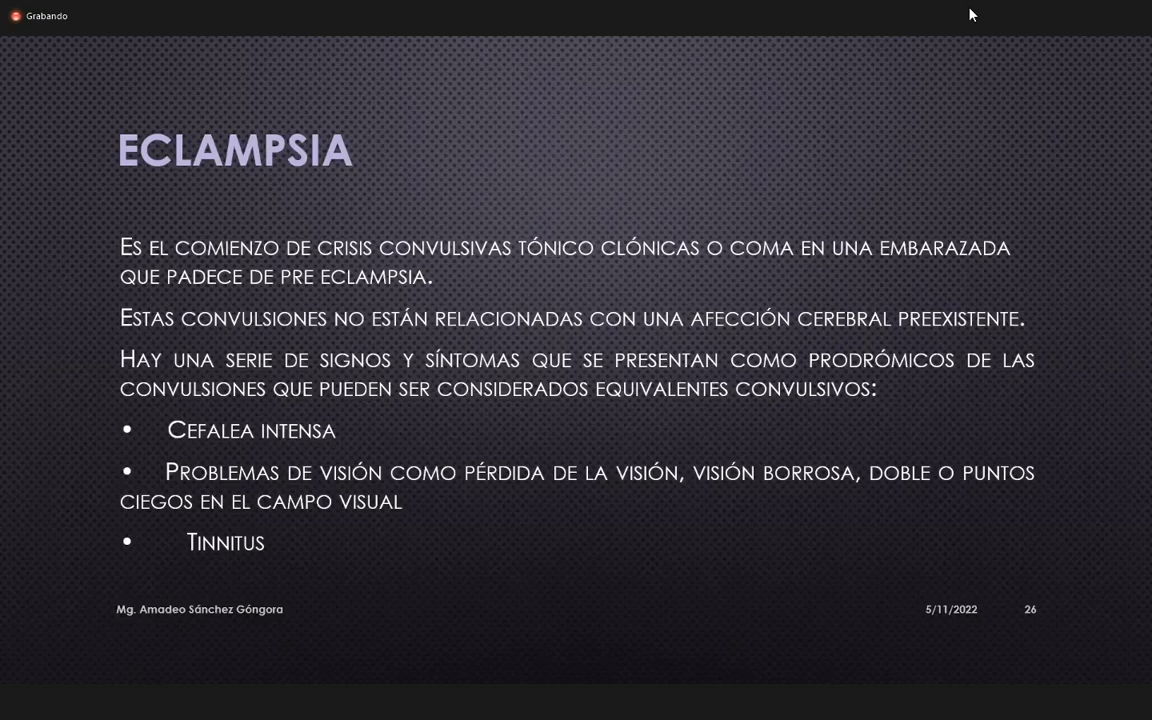 Grabando
ECLAMPSIA
Es el comienzo de crisis convulsivas tónico clónicas o coma en una embarazada
que padece de pre eclampsia.
Estas convulsiones no están relacionadas con una afección cerebral preexistente.
Hay una serie de signos y síntomas que se presentan como prodrómicos de las
convulsiones que pueden ser considerados equivalentes convulsivos:
• Cefalea intensa
• Problemas de visión como pérdida de la visión, visión borrosa, doble o puntos
ciegos en el campo visual
• Tinnitus
Mg. Amadeo Sánchez Góngora 5/11/2022 26